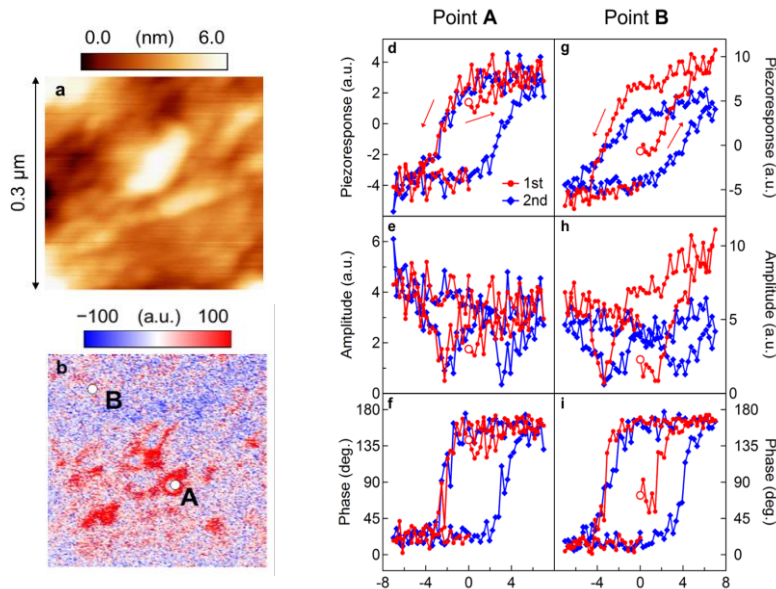 0.0 (nm) 6.0
a
0.3 µm
−100 (a.u.) 100
b
B
A
Point A
Point B
d
4
2
0
-2
-4
Piezoresponse (a.u.)
1st
2nd
g
10
5
0
-5
Piezoresponse (a.u.)
e
6
4
2
0
Amplitude (a.u.)
h
10
5
0
Amplitude (a.u.)
f
180
135
90
45
0
Phase (deg.)
i
180
135
90
45
0
Phase (deg.)
-8 -4 0 4
-4 0 4 8